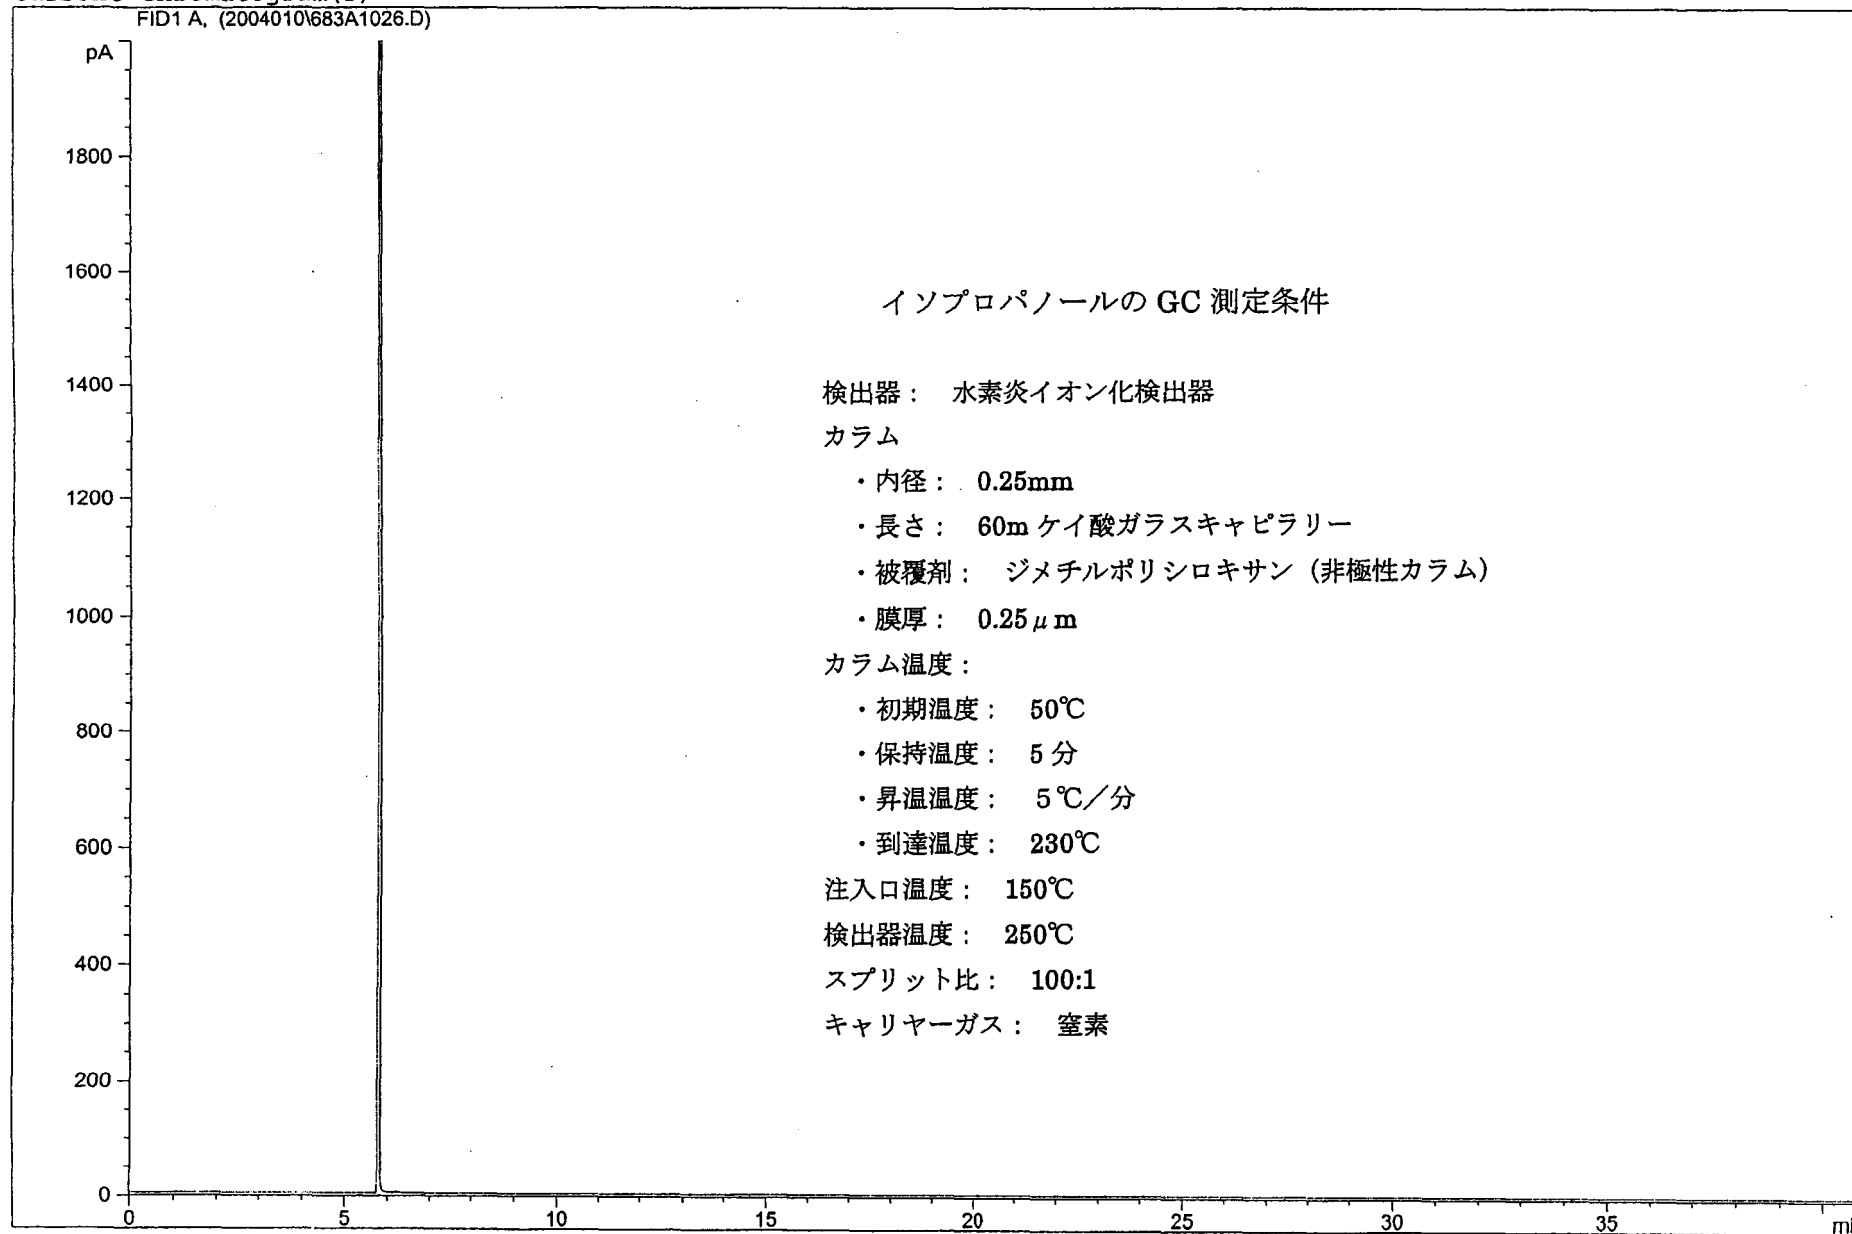 FID1 A, (2004010\683A1026.D)
pA
1800
1600
1400
1200
1000
800
600
400
200
0
0 5 10 15 20 25 30 35
イソプロパノールの GC 測定条件
検出器： 水素炎イオン化検出器
カラム
・内径： 0.25mm
・長さ： 60m ケイ酸ガラスキャピラリー
・被覆剤： ジメチルポリシロキサン（非極性カラム）
・膜厚： 0.25μm
カラム温度：
・初期温度： 50℃
・保持温度： 5 分
・昇温温度： 5℃／分
・到達温度： 230℃
注入口温度： 150℃
検出器温度： 250℃
スプリット比： 100:1
キャリヤーガス： 窒素